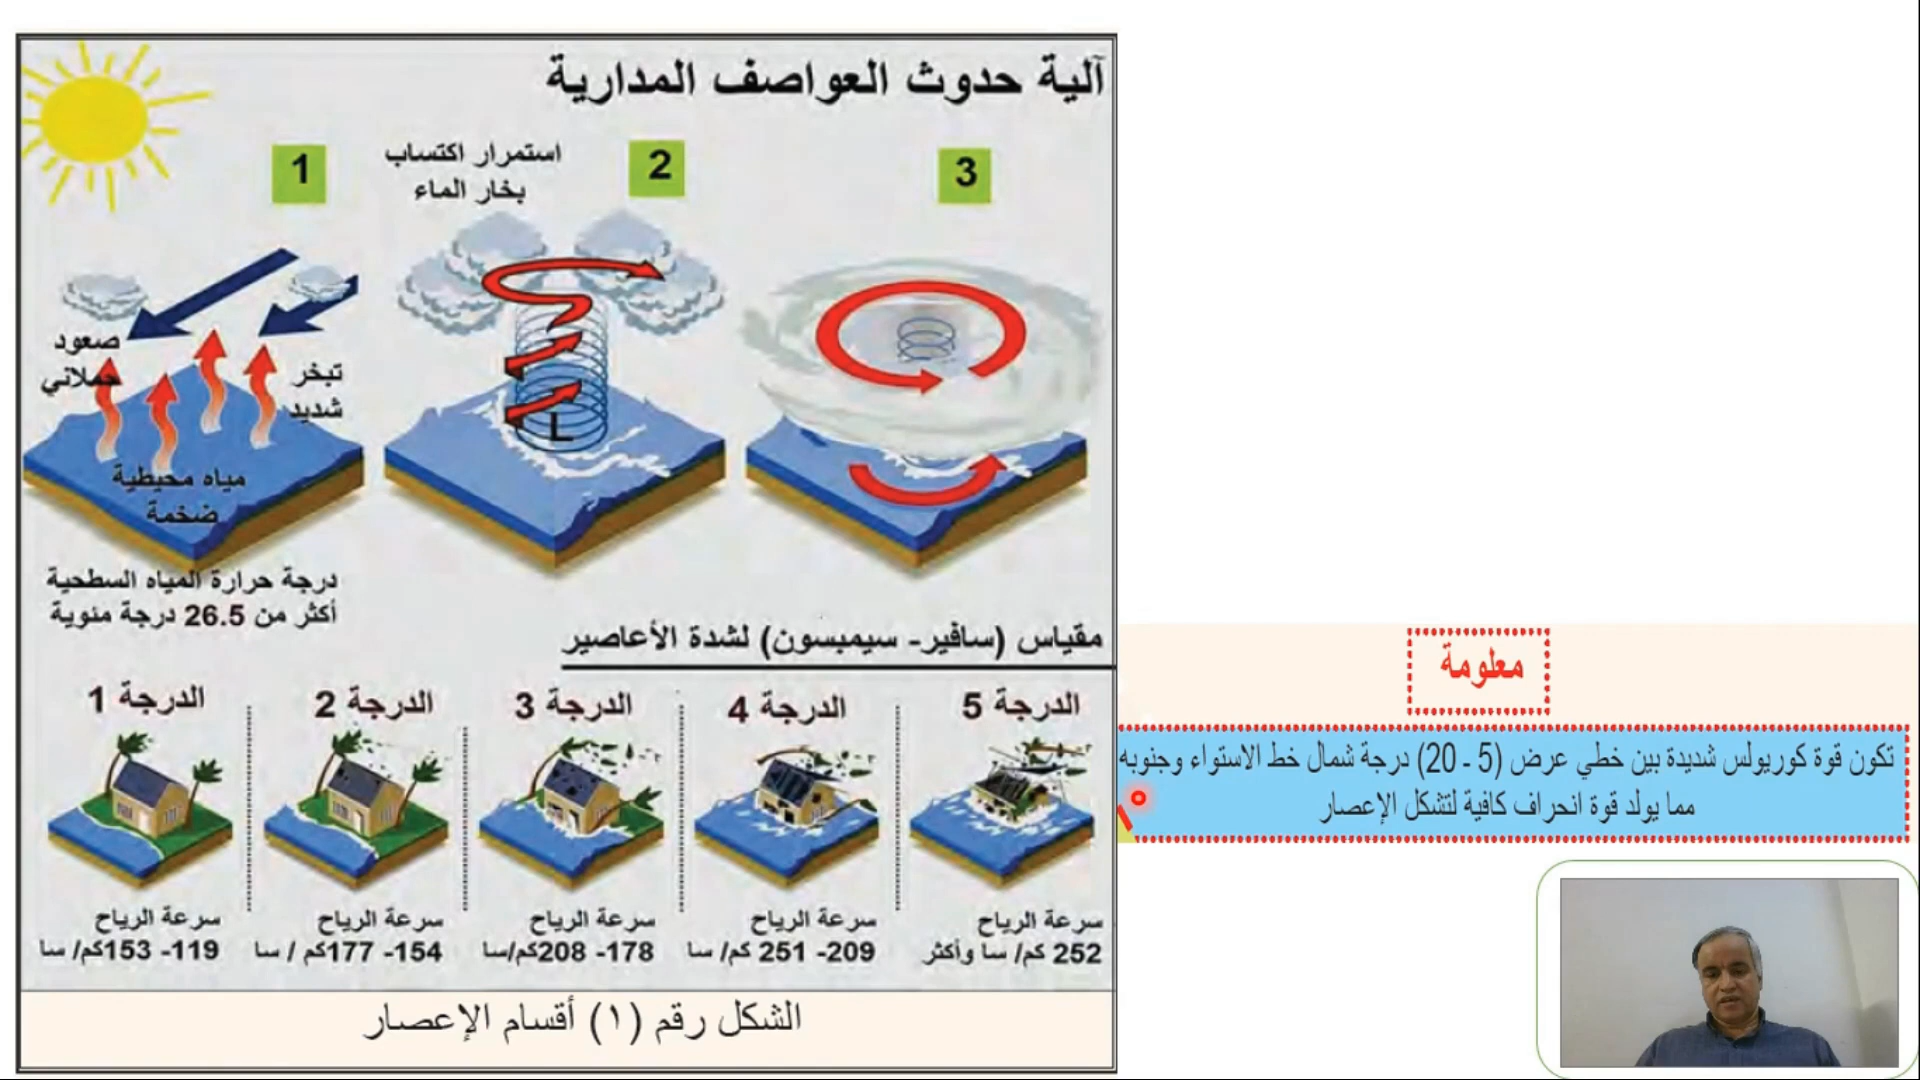 آلية حدوث العواصف المدارية
1
2
3
استمرار اكتساب
بخار الماء
صعود
حملاني
تبخر
شديد
مياه محيطية
ضخمة
L
درجة حرارة المياه السطحية
أكثر من 26.5 درجة مئوية
مقياس (سافير- سيمبسون) لشدة الأعاصير
الدرجة 1
الدرجة 2
الدرجة 3
الدرجة 4
الدرجة 5
سرعة الرياح
119- 153كم/ سا
سرعة الرياح
154- 177كم / سا
سرعة الرياح
178- 208كم/سا
سرعة الرياح
209- 251 كم/ سا
سرعة الرياح
252 كم/ سا وأكثر
الشكل رقم (١) أقسام الإعصار
معلومة
تكون قوة كوريولس شديدة بين خطي عرض (5 - 20) درجة شمال خط الاستواء وجنوبه
مما يولد قوة انحراف كافية لتشكل الإعصار